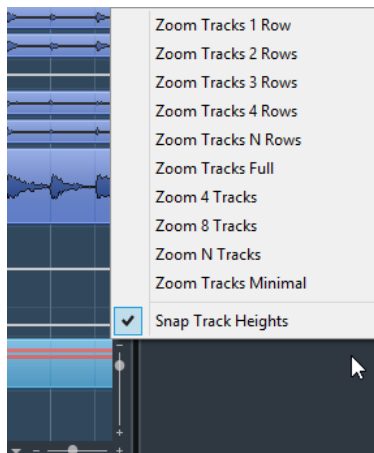 Zoom Tracks 1 Row
Zoom Tracks 2 Rows
Zoom Tracks 3 Rows
Zoom Tracks 4 Rows
Zoom Tracks N Rows
Zoom Tracks Full
Zoom 4 Tracks
Zoom 8 Tracks
Zoom N Tracks
Zoom Tracks Minimal
Snap Track Heights